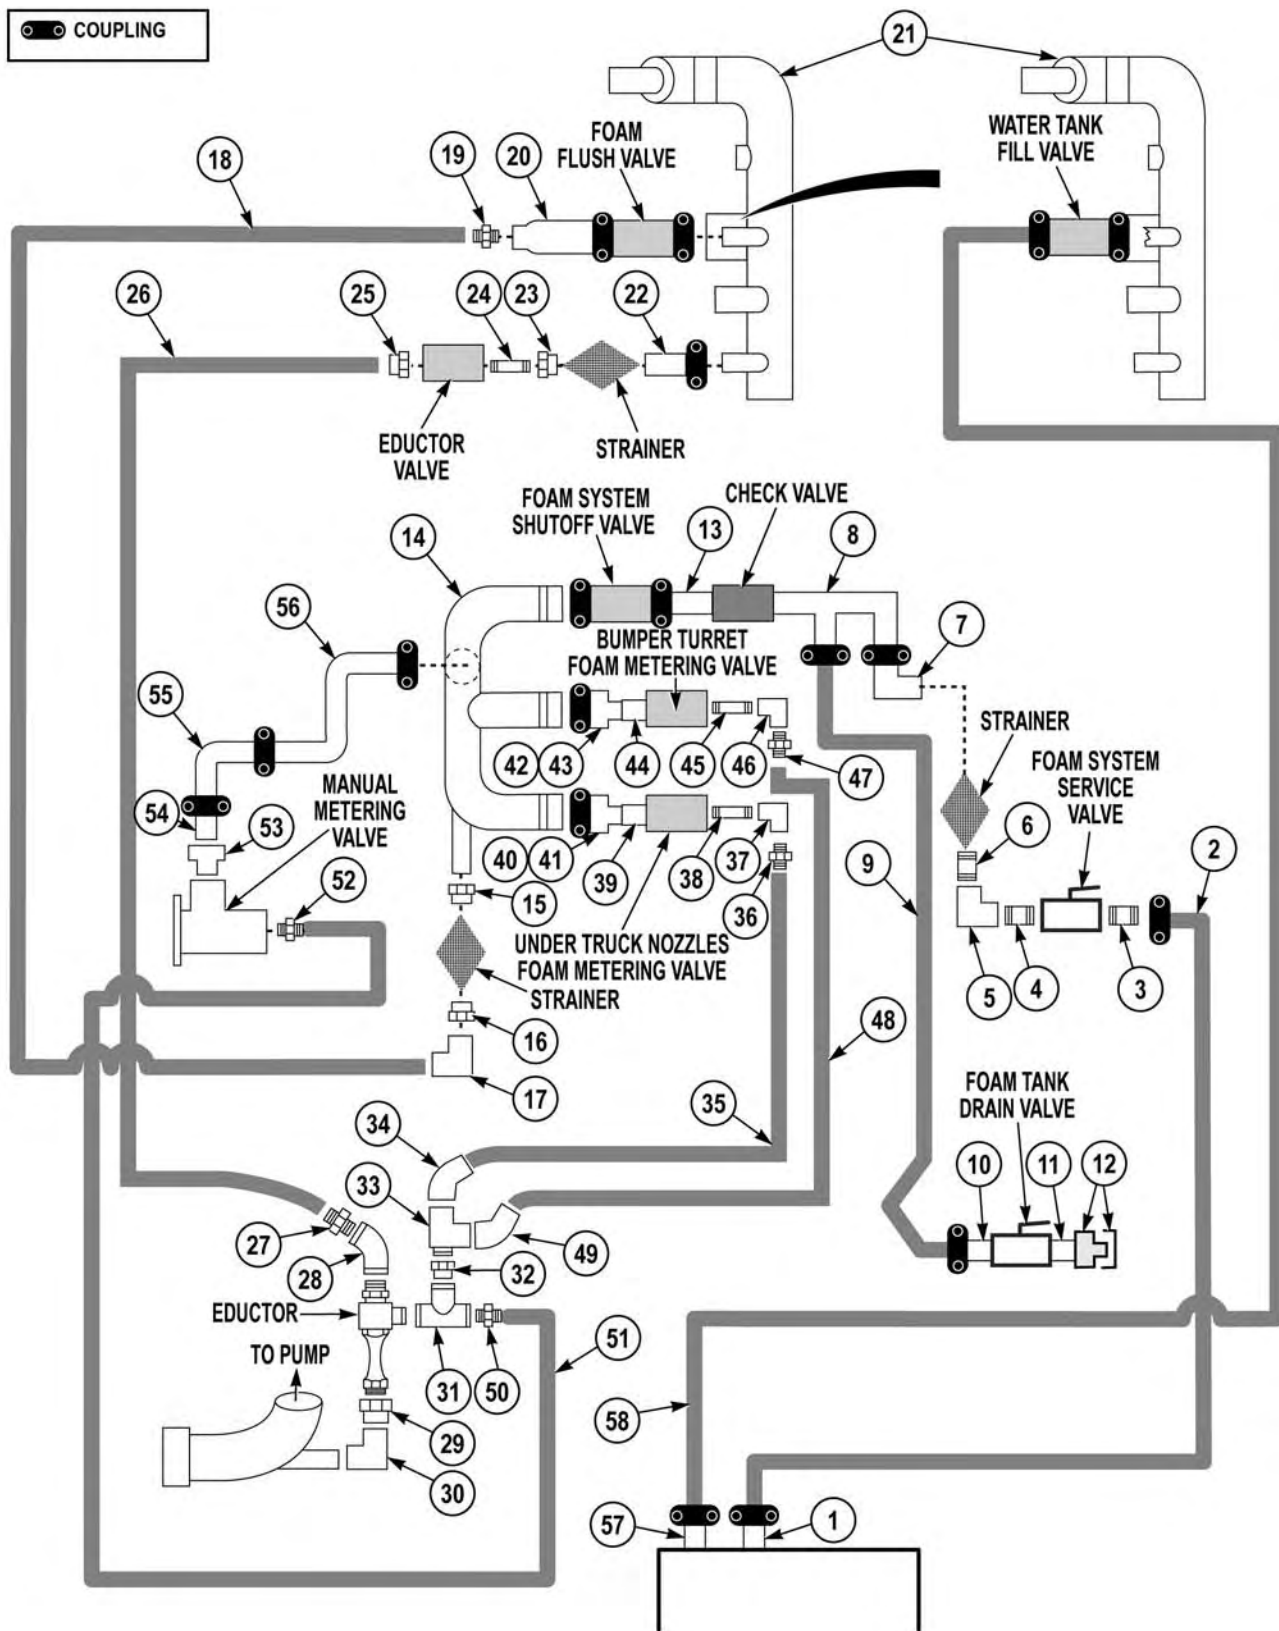 COUPLING
21
FOAM
FLUSH VALVE
WATER TANK
FILL VALVE
18
19
20
26
25
24
23
22
EDUCTOR
VALVE
STRAINER
FOAM SYSTEM
SHUTOFF VALVE
CHECK VALVE
14
13
8
56
7
BUMPER TURRET
FOAM METERING VALVE
55
STRAINER
MANUAL
METERING
VALVE
FOAM SYSTEM
SERVICE
VALVE
42
43
44
45
46
47
54
53
6
2
40
41
39
38
37
9
52
15
36
UNDER TRUCK NOZZLES
FOAM METERING VALVE
STRAINER
5
4
3
16
48
17
FOAM TANK
DRAIN VALVE
34
35
33
10
11
12
27
49
28
32
EDUCTOR
TO PUMP
51
31
50
58
29
30
57
1